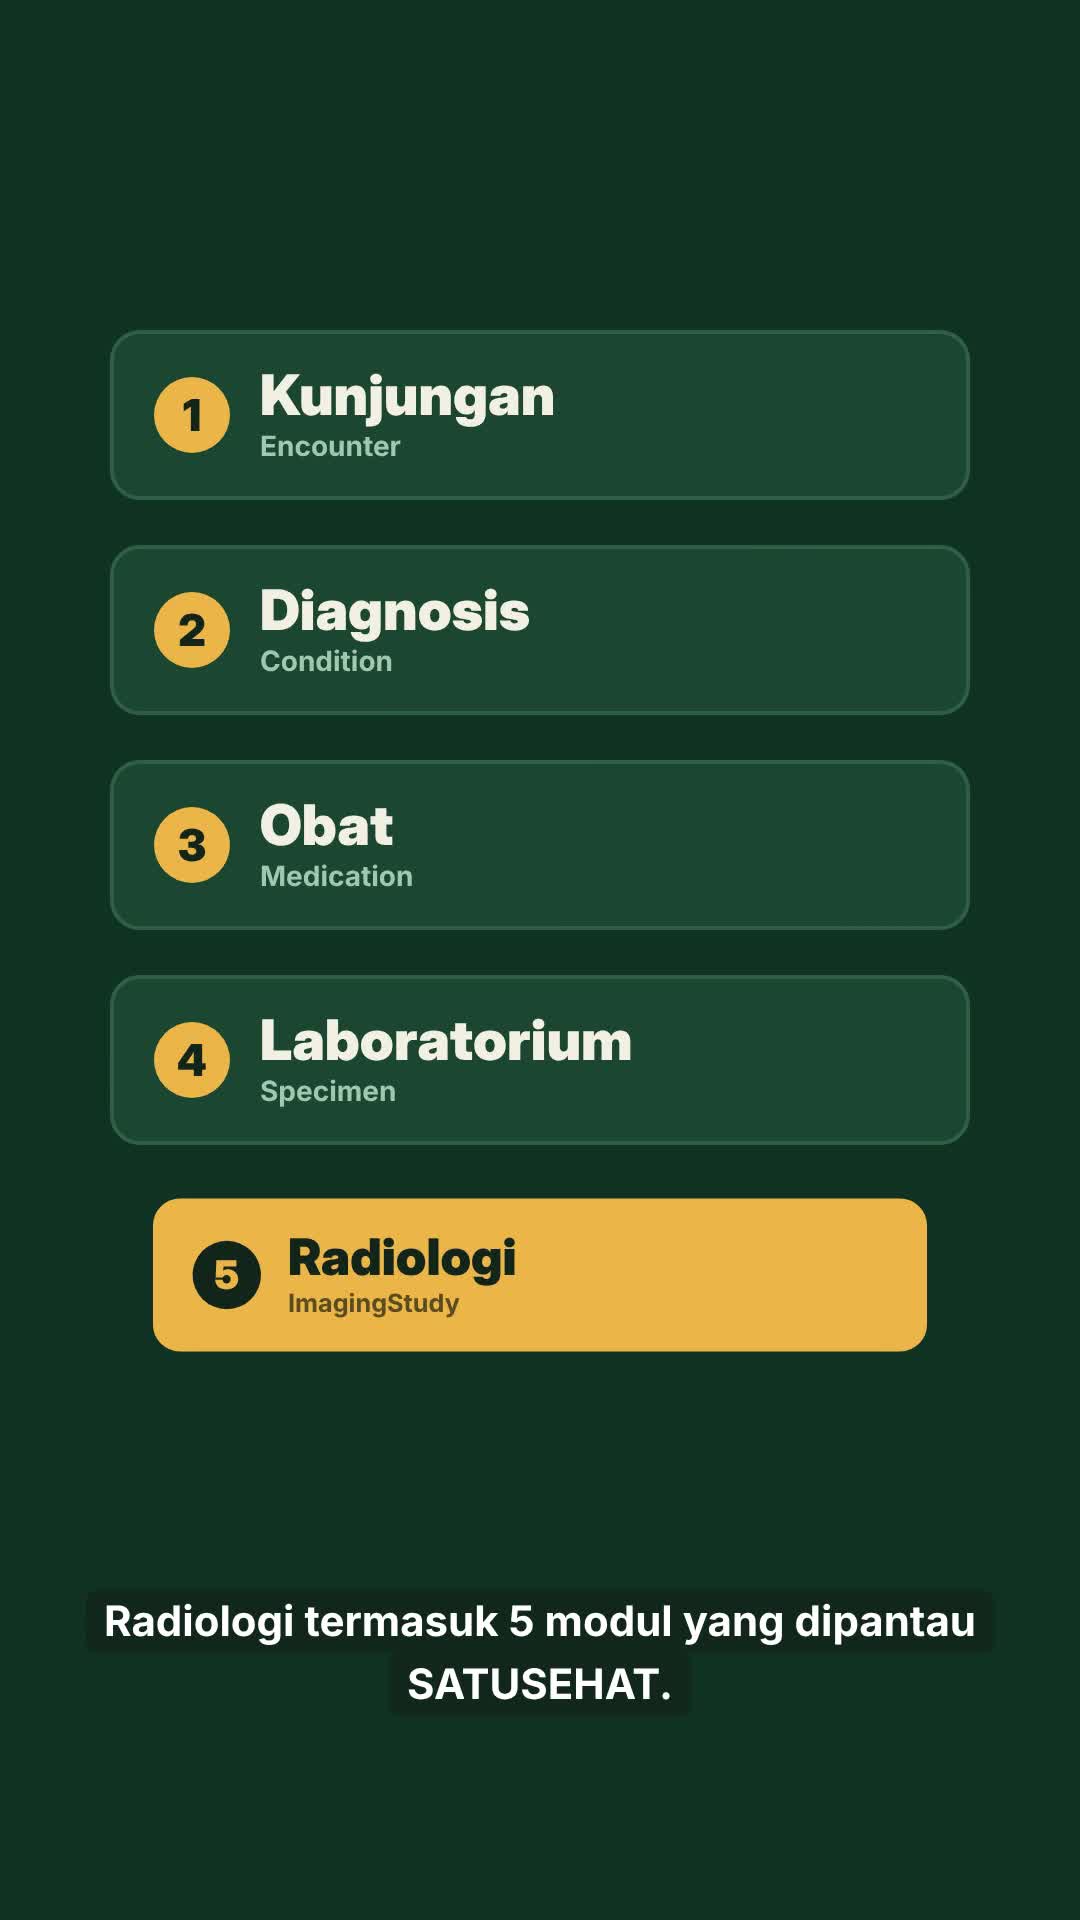 1
Kunjungan
Encounter
2
Diagnosis
Condition
3
Obat
Medication
4
Laboratorium
Specimen
5
Radiologi
ImagingStudy
Radiologi termasuk 5 modul yang dipantau
SATUSEHAT.